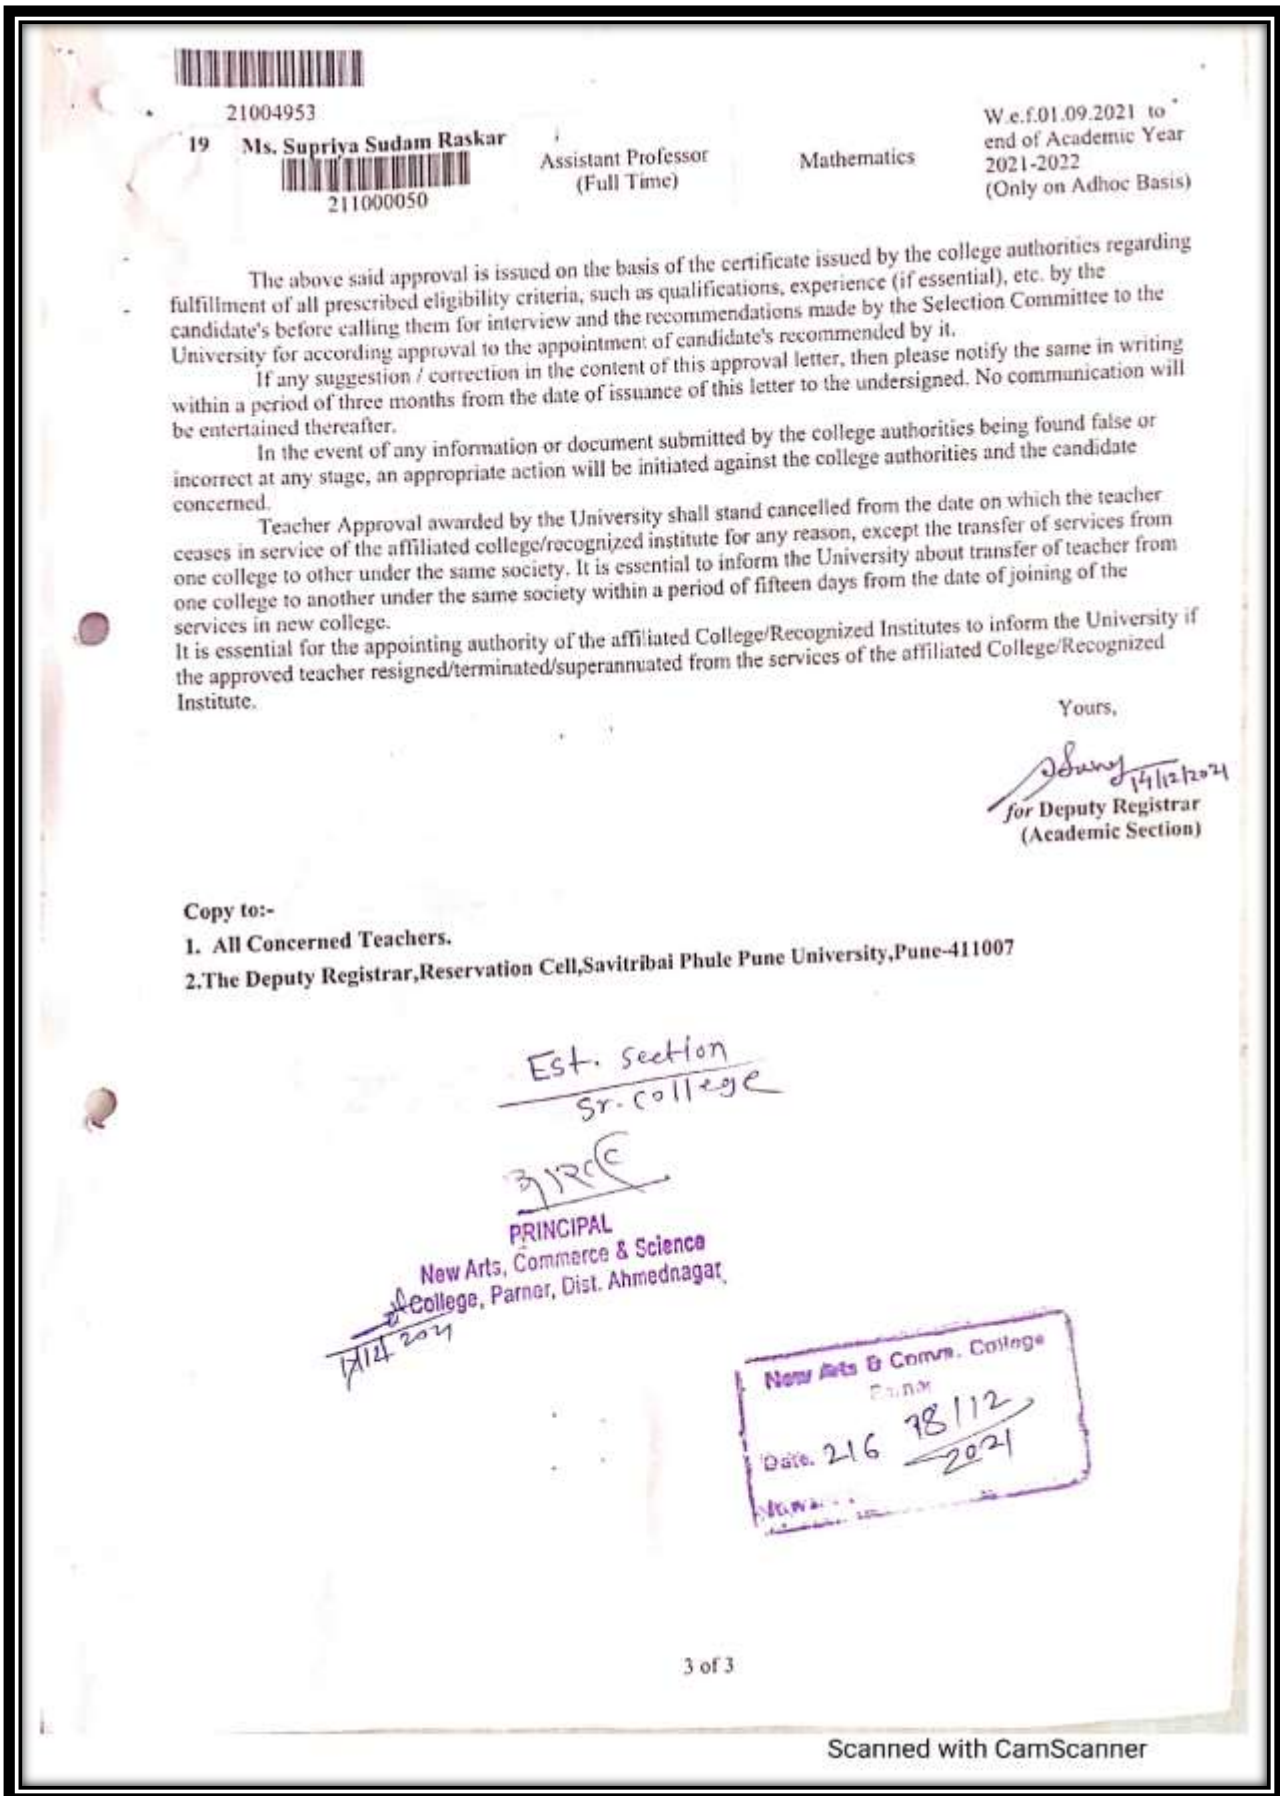 21004953
19 Ms. Supriya Sudam Raskar Assistant Professor (Full Time) Mathematics W.e.f.01.09.2021 to end of Academic Year 2021-2022 (Only on Adhoc Basis)
211000050
The above said approval is issued on the basis of the certificate issued by the college authorities regarding
fulfillment of all prescribed eligibility criteria, such as qualifications, experience (if essential), etc. by the
candidate's before calling them for interview and the recommendations made by the Selection Committee to the
University for according approval to the appointment of candidate's recommended by it.
If any suggestion / correction in the content of this approval letter, then please notify the same in writing
within a period of three months from the date of issuance of this letter to the undersigned. No communication will
be entertained thereafter.
In the event of any information or document submitted by the college authorities being found false or
incorrect at any stage, an appropriate action will be initiated against the college authorities and the candidate
concerned.
Teacher Approval awarded by the University shall stand cancelled from the date on which the teacher
ceases in service of the affiliated college/recognized institute for any reason, except the transfer of services from
one college to other under the same society. It is essential to inform the University about transfer of teacher from
one college to another under the same society within a period of fifteen days from the date of joining of the
services in new college.
It is essential for the appointing authority of the affiliated College/Recognized Institutes to inform the University if
the approved teacher resigned/terminated/superannuated from the services of the affiliated College/Recognized
Institute.
Yours,
14/12/2021
for Deputy Registrar
(Academic Section)
Copy to:-
1. All Concerned Teachers.
2.The Deputy Registrar,Reservation Cell,Savitribai Phule Pune University,Pune-411007
Est. section
Sr. college
PRINCIPAL
New Arts, Commerce & Science
College, Parner, Dist. Ahmednagar
New Arts & Comm. College
Parner
Date. 216 18/12
2021
3 of 3
Scanned with CamScanner